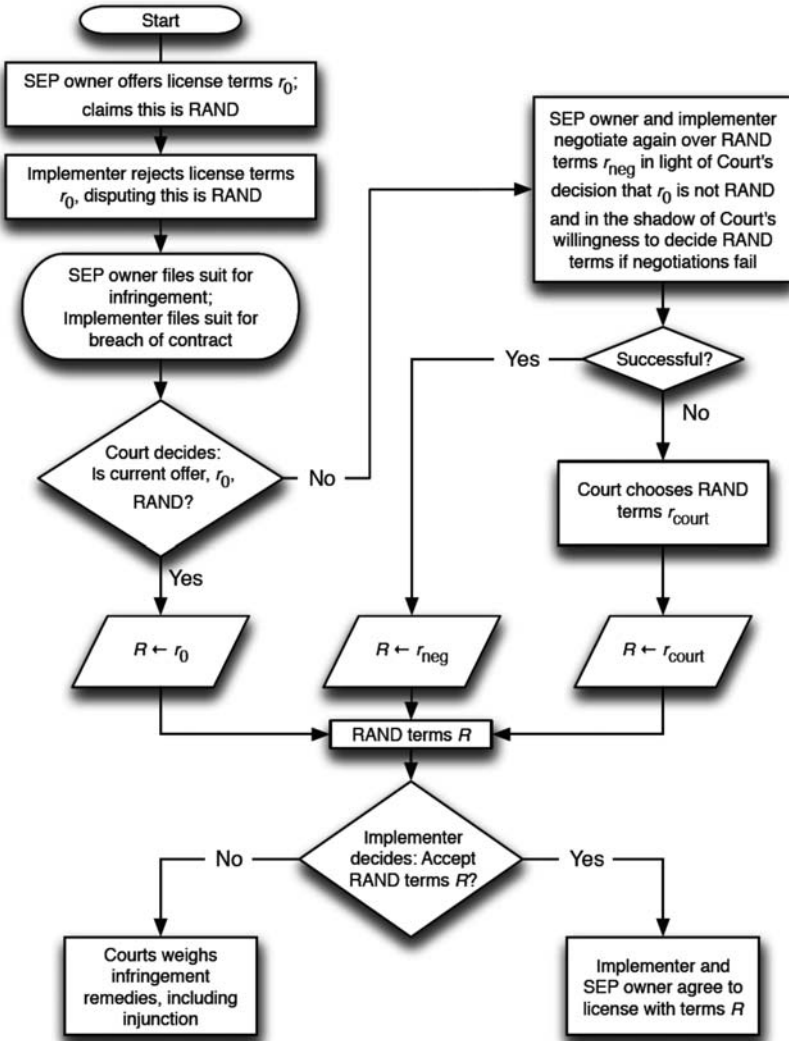 Start
SEP owner offers license terms r0;
claims this is RAND
Implementer rejects license terms
r0, disputing this is RAND
SEP owner files suit for
infringement;
Implementer files suit for
breach of contract
Court decides:
Is current offer, r0,
RAND?
No
Yes
SEP owner and implementer
negotiate again over RAND
terms rneg in light of Court's
decision that r0 is not RAND
and in the shadow of Court's
willingness to decide RAND
terms if negotiations fail
Successful?
Yes
No
Court chooses RAND
terms rcourt
R ← r0
R ← rneg
R ← rcourt
RAND terms R
Implementer
decides: Accept
RAND terms R?
No
Yes
Courts weighs
infringement
remedies, including
injunction
Implementer and
SEP owner agree to
license with terms R